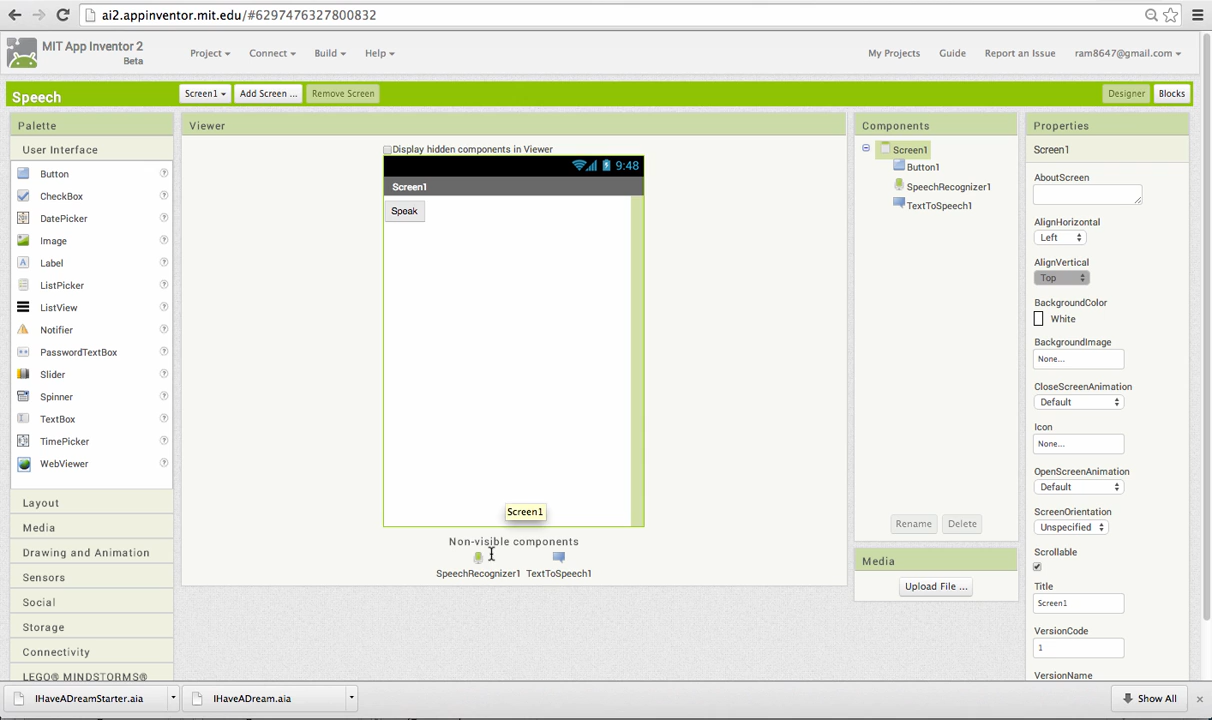 ai2.appinventor.mit.edu/#6297476327800832
MIT App Inventor 2
Beta
Project
Connect
Build
Help
My Projects
Guide
Report an Issue
ram8647@gmail.com
Speech
Screen1
Add Screen ...
Remove Screen
Designer
Blocks
Palette
User Interface
Button
CheckBox
DatePicker
Image
Label
ListPicker
ListView
Notifier
PasswordTextBox
Slider
Spinner
TextBox
TimePicker
WebViewer
Layout
Media
Drawing and Animation
Sensors
Social
Storage
Connectivity
LEGO® MINDSTORMS®
Viewer
Display hidden components in Viewer
9:48
Screen1
Speak
Screen1
Non-visible components
SpeechRecognizer1
TextToSpeech1
Components
Screen1
Button1
SpeechRecognizer1
TextToSpeech1
Rename
Delete
Media
Upload File ...
Properties
Screen1
AboutScreen
AlignHorizontal
Left
AlignVertical
Top
BackgroundColor
White
BackgroundImage
None...
CloseScreenAnimation
Default
Icon
None...
OpenScreenAnimation
Default
ScreenOrientation
Unspecified
Scrollable
Title
Screen1
VersionCode
1
VersionName
IHaveADreamStarter.aia
IHaveADream.aia
Show All